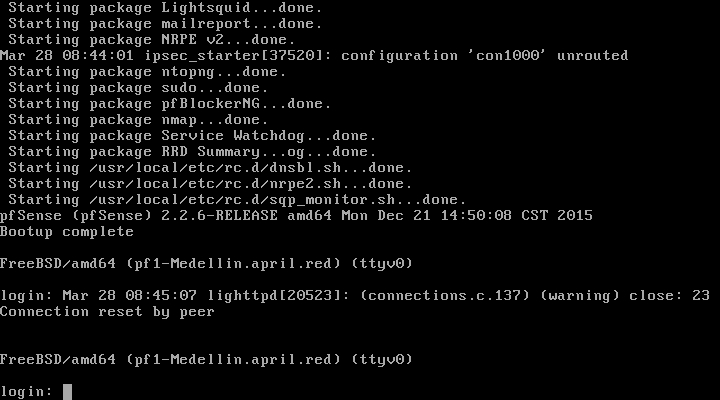 Starting package Lightsquid...done.
Starting package mailreport...done.
Starting package NRPE v2...done.
Mar 28 08:44:01 ipsec_starter[37520]: configuration 'con1000' unrouted
Starting package ntopng...done.
Starting package sudo...done.
Starting package pfBlockerNG...done.
Starting package nmap...done.
Starting package Service Watchdog...done.
Starting package RRD Summary...og...done.
Starting /usr/local/etc/rc.d/dnsbl.sh...done.
Starting /usr/local/etc/rc.d/nrpe2.sh...done.
Starting /usr/local/etc/rc.d/sqp_monitor.sh...done.
pfSense (pfSense) 2.2.6-RELEASE amd64 Mon Dec 21 14:50:08 CST 2015
Bootup complete
FreeBSD/amd64 (pf1-Medellin.april.red) (ttyv0)
login: Mar 28 08:45:07 lighttpd[20523]: (connections.c.137) (warning) close: 23
Connection reset by peer
FreeBSD/amd64 (pf1-Medellin.april.red) (ttyv0)
login: